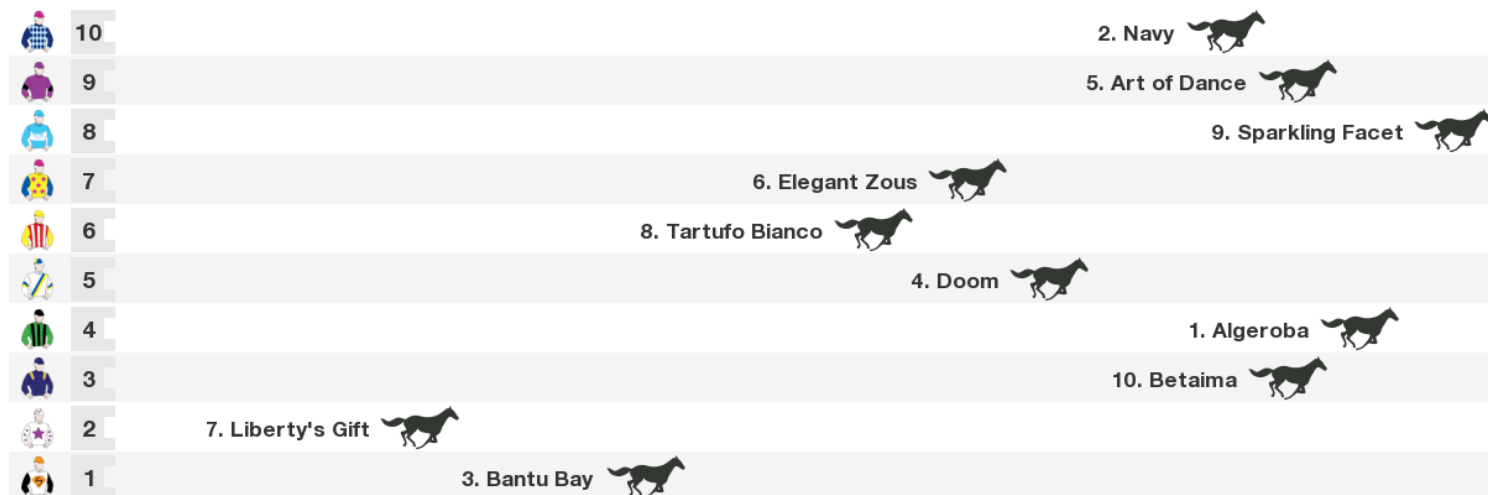 10 2. Navy
9 5. Art of Dance
8 9. Sparkling Facet
7 6. Elegant Zous
6 8. Tartufo Bianco
5 4. Doom
4 1. Algeroba
3 10. Betaima
2 7. Liberty's Gift
1 3. Bantu Bay